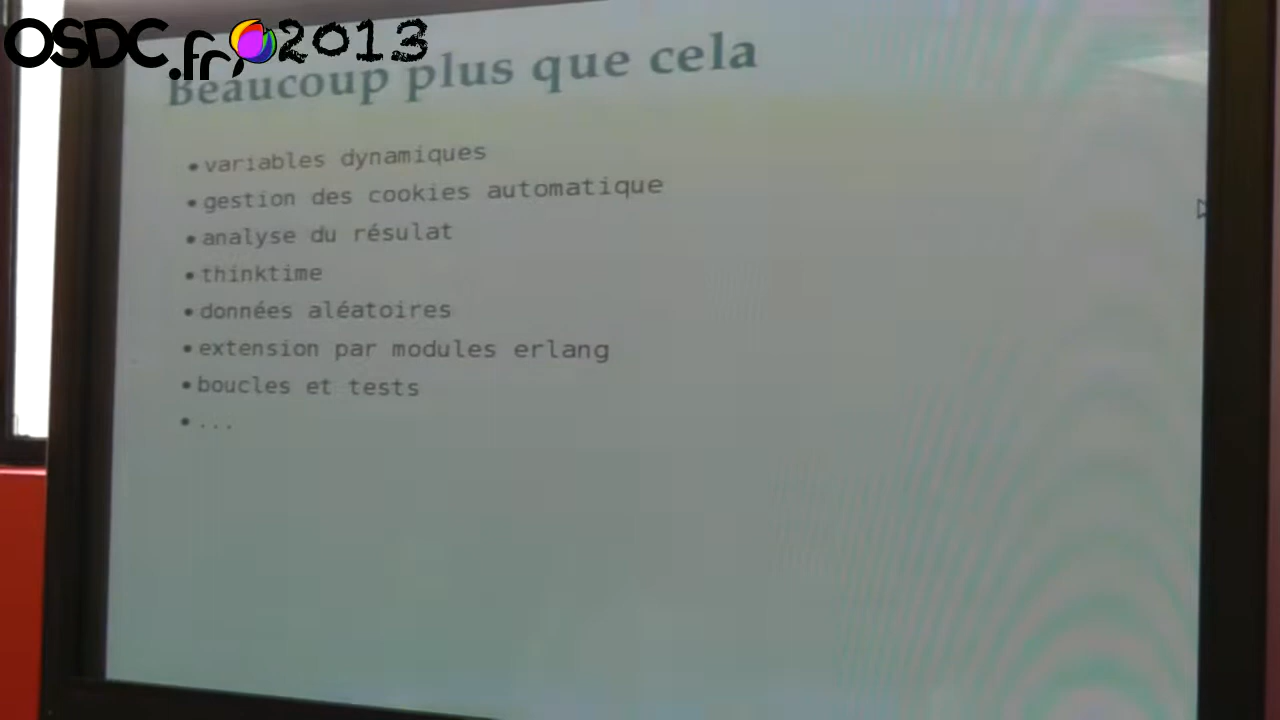 OSDC.fr,2013
Beaucoup plus que cela
• variables dynamiques
• gestion des cookies automatique
• analyse du résulat
• thinktime
• données aléatoires
• extension par modules erlang
• boucles et tests
• ...